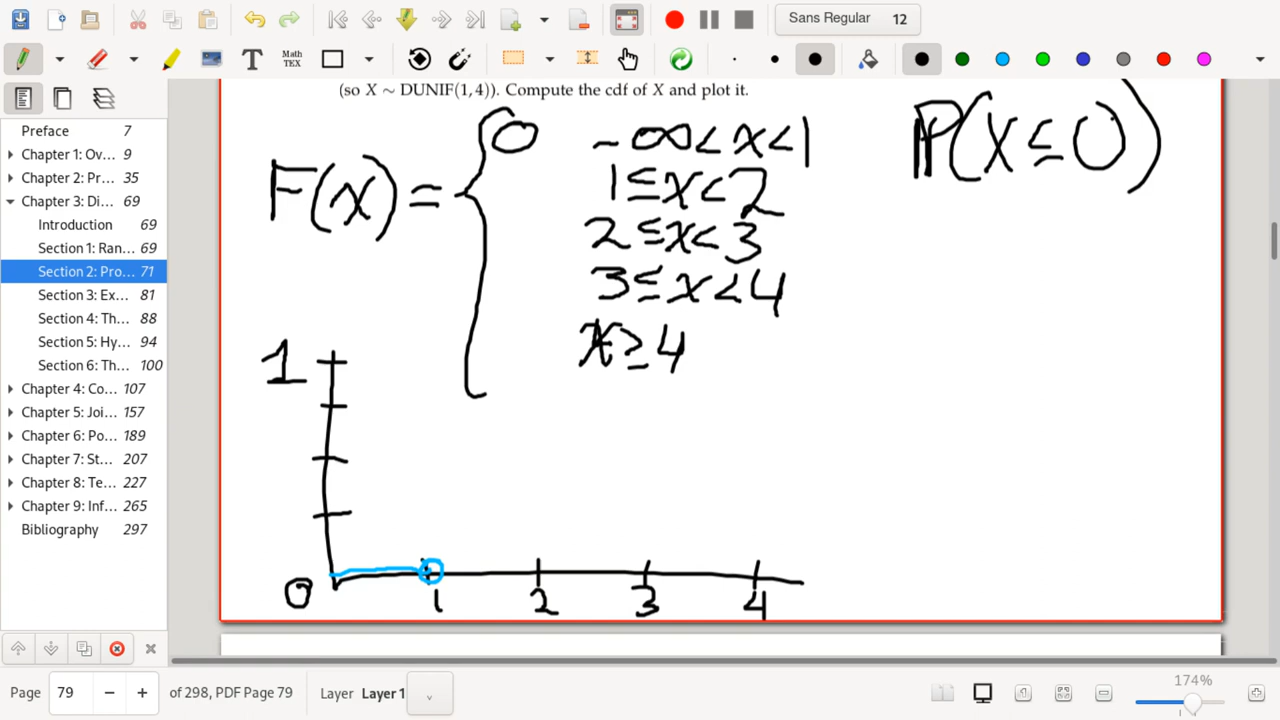 Sans Regular 12
T Math TEX
Preface 7
Chapter 1: Ov... 9
Chapter 2: Pr... 35
Chapter 3: Di... 69
Introduction 69
Section 1: Ran... 69
Section 2: Pro... 71
Section 3: Ex... 81
Section 4: Th... 88
Section 5: Hy... 94
Section 6: Th... 100
Chapter 4: Co... 107
Chapter 5: Joi... 157
Chapter 6: Po... 189
Chapter 7: St... 207
Chapter 8: Te... 227
Chapter 9: Inf... 265
Bibliography 297
(so X ∼ DUNIF(1, 4)). Compute the cdf of X and plot it.
F(x) = { 0 -∞ < x < 1
1 ≤ x < 2
2 ≤ x < 3
3 ≤ x < 4
x ≥ 4
ℙ(X ≤ 0)
1
0 1 2 3 4
Page 79 of 298, PDF Page 79 Layer Layer 1 174%